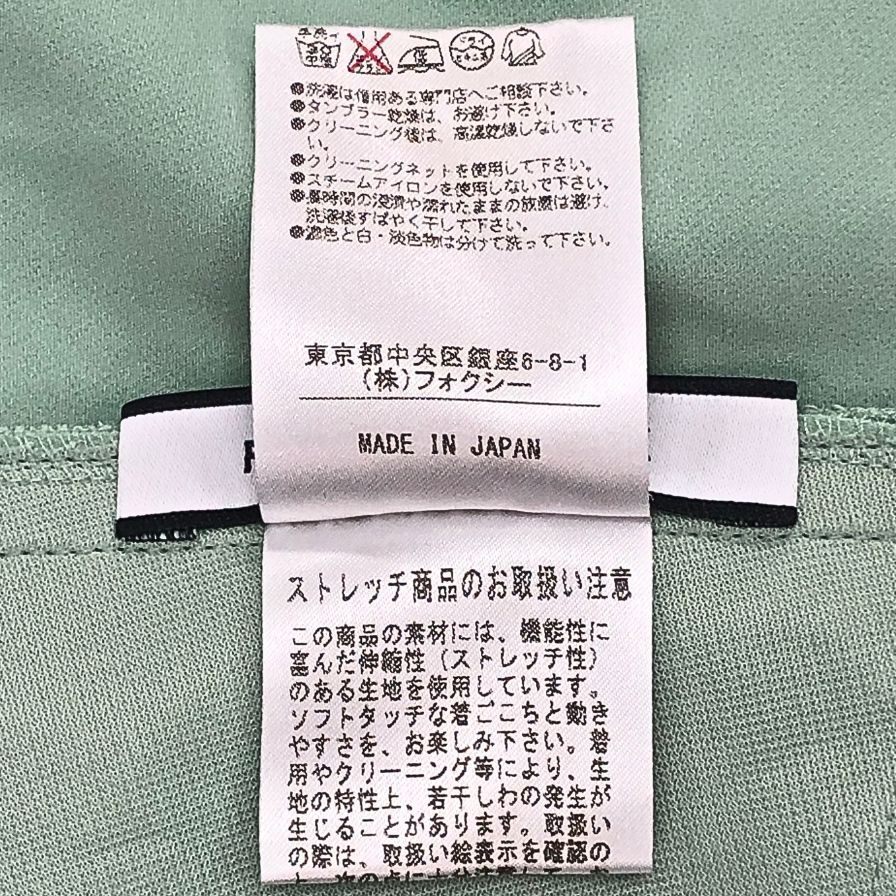 手洗イ
中性
低
ドライ
セキユ系
●洗濯は信用ある専門店へご相談下さい。
●タンブラー乾燥は、お避け下さい。
●クリーニング後は、高温乾燥しないで下さ
い。
●クリーニングネットを使用して下さい。
●スチームアイロンを使用しないで下さい。
●長時間の浸漬や濡れたままの放置は避け、
洗濯後すばやく干して下さい。
●濃色と白・淡色物は分けて洗って下さい。
東京都中央区銀座6-8-1
(株)フォクシー
MADE IN JAPAN
ストレッチ商品のお取扱い注意
この商品の素材には、機能性に
富んだ伸縮性(ストレッチ性)
のある生地を使用しています。
ソフトタッチな着ごこちと動き
やすさを、お楽しみ下さい。着
用やクリーニング等により、生
地の特性上、若干しわの発生が
生じることがあります。取扱い
の際は、取扱い絵表示を確認の